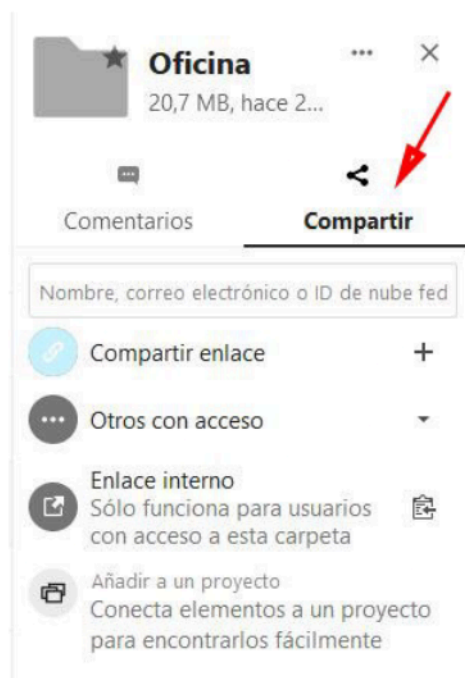 Oficina
20,7 MB, hace 2...
Comentarios
Compartir
Nombre, correo electrónico o ID de nube fed
Compartir enlace
Otros con acceso
Enlace interno
Sólo funciona para usuarios
con acceso a esta carpeta
Añadir a un proyecto
Conecta elementos a un proyecto
para encontrarlos fácilmente